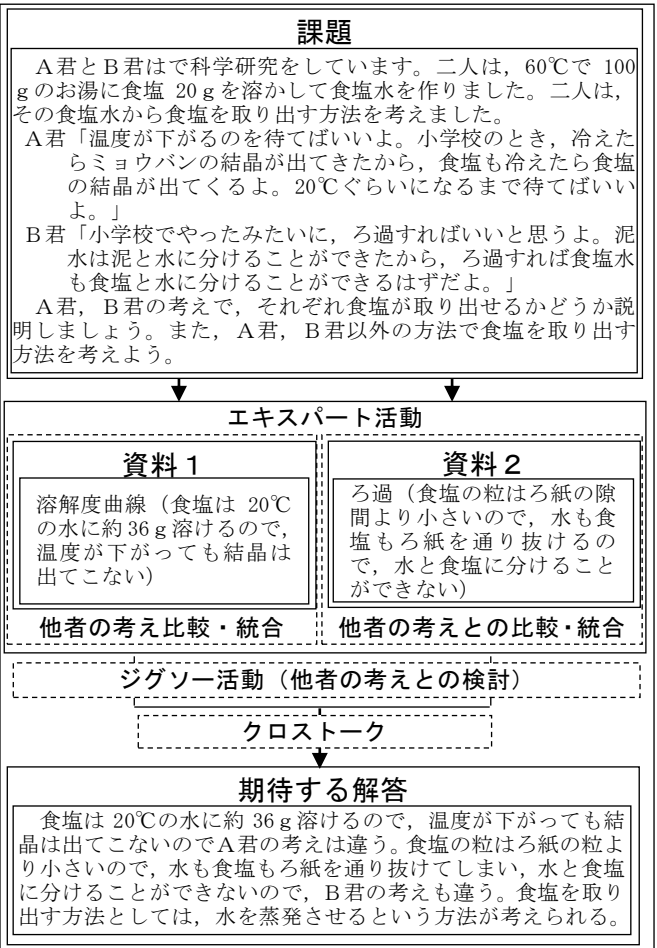 課題
A君とB君はで科学研究をしています。二人は，60℃で 100
gのお湯に食塩 20gを溶かして食塩水を作りました。二人は，
その食塩水から食塩を取り出す方法を考えました。
A君「温度が下がるのを待てばいいよ。小学校のとき，冷えた
らミョウバンの結晶が出てきたから，食塩も冷えたら食塩
の結晶が出てくるよ。20℃ぐらいになるまで待てばいい
よ。」
B君「小学校でやったみたいに，ろ過すればいいと思うよ。泥
水は泥と水に分けることができたから，ろ過すれば食塩水
も食塩と水に分けることができるはずだよ。」
A君，B君の考えで，それぞれ食塩が取り出せるかどうか説
明しましょう。また，A君，B君以外の方法で食塩を取り出す
方法を考えよう。
エキスパート活動
資料１
溶解度曲線（食塩は 20℃
の水に約36g溶けるので，
温度が下がっても結晶は
出てこない）
他者の考え比較・統合
資料２
ろ過（食塩の粒はろ紙の隙
間より小さいので，水も食
塩もろ紙を通り抜けるの
で，水と食塩に分けること
ができない）
他者の考えとの比較・統合
ジグソー活動（他者の考えとの検討）
クロストーク
期待する解答
食塩は 20℃の水に約 36g溶けるので，温度が下がっても結
晶は出てこないのでA君の考えは違う。食塩の粒はろ紙の粒よ
り小さいので，水も食塩もろ紙を通り抜けてしまい，水と食塩
に分けることができないので，B君の考えも違う。食塩を取り
出す方法としては，水を蒸発させるという方法が考えられる。